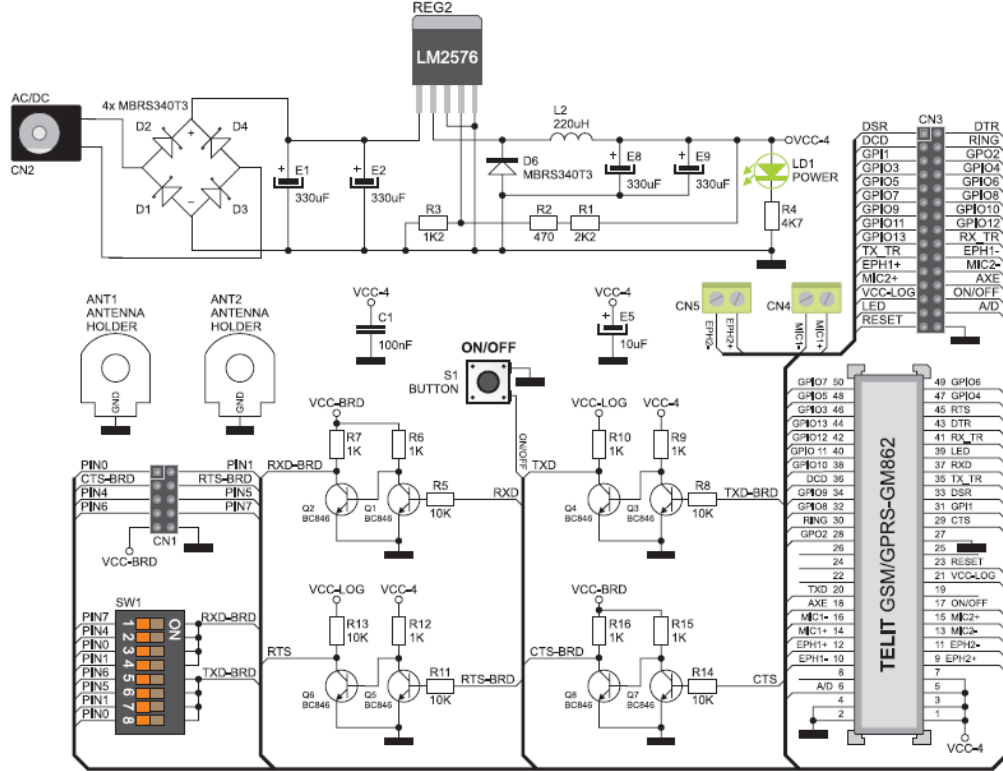 REG2
LM2576
AC/DC
CN2
4x MBRS340T3
D2
D4
D1
D3
E1
330uF
E2
330uF
L2
220uH
D6
MBRS340T3
E8
330uF
E9
330uF
VCC-4
LD1
POWER
R3
1K2
R2
470
R1
2K2
R4
4K7
CN3
DSR
DTR
DCD
RING
GPI1
GPO2
GPIO3
GPIO4
GPIO5
GPIO6
GPIO7
GPIO8
GPIO9
GPIO10
GPIO11
GPIO12
GPIO13
RX_TR
TX_TR
EPH1-
EPH1+
MIC2-
MIC2+
AXE
VCC-LOG
ON/OFF
LED
A/D
RESET
CN5
EPH2-
EPH2+
CN4
MIC1-
MIC1+
ANT1
ANTENNA
HOLDER
GND
ANT2
ANTENNA
HOLDER
GND
VCC-4
C1
100nF
VCC-4
E5
10uF
ON/OFF
S1
BUTTON
ON/OFF
PIN0
PIN1
CTS-BRD
RTS-BRD
PIN4
PIN5
PIN6
PIN7
CN1
VCC-BRD
VCC-BRD
R7
1K
R6
1K
RXD-BRD
R5
10K
RXD
Q2
BC846
Q1
BC846
VCC-LOG
VCC-4
R10
1K
R9
1K
TXD
R8
10K
TXD-BRD
Q4
BC846
Q3
BC846
SW1
ON
PIN7
1
PIN4
2
PIN0
3
PIN1
4
PIN6
5
PIN5
6
PIN1
7
PIN0
8
RXD-BRD
TXD-BRD
VCC-LOG
VCC-4
R13
10K
R12
1K
RTS
R11
10K
RTS-BRD
Q6
BC846
Q5
BC846
VCC-BRD
R16
1K
R15
1K
CTS-BRD
R14
10K
CTS
Q8
BC846
Q7
BC846
TELIT GSM/GPRS-GM862
GPIO7 50
49 GPIO6
GPIO5 48
47 GPIO4
GPIO3 46
45 RTS
GPIO13 44
43 DTR
GPIO12 42
41 RX_TR
GPIO 11 40
39 LED
GPIO10 38
37 RXD
DCD 36
35 TX_TR
GPIO9 34
33 DSR
GPIO8 32
31 GPI1
RING 30
29 CTS
GPO2 28
27
26
25
24
23 RESET
22
21 VCC-LOG
TXD 20
19
AXE 18
17 ON/OFF
MIC1- 16
15 MIC2+
MIC1+ 14
13 MIC2-
EPH1+ 12
11 EPH2-
EPH1- 10
9 EPH2+
8
7
A/D 6
5
4
3
2
1
VCC-4